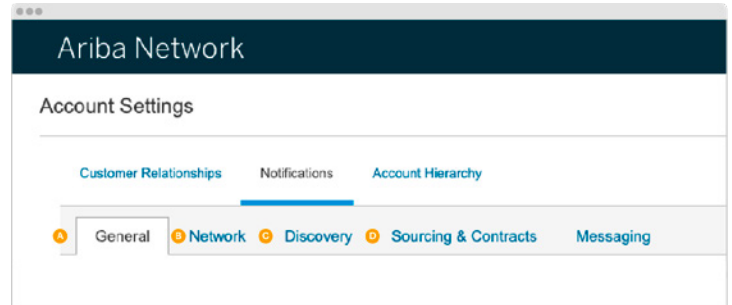 Ariba Network
Account Settings
Customer Relationships Notifications Account Hierarchy
A General B Network C Discovery D Sourcing & Contracts Messaging